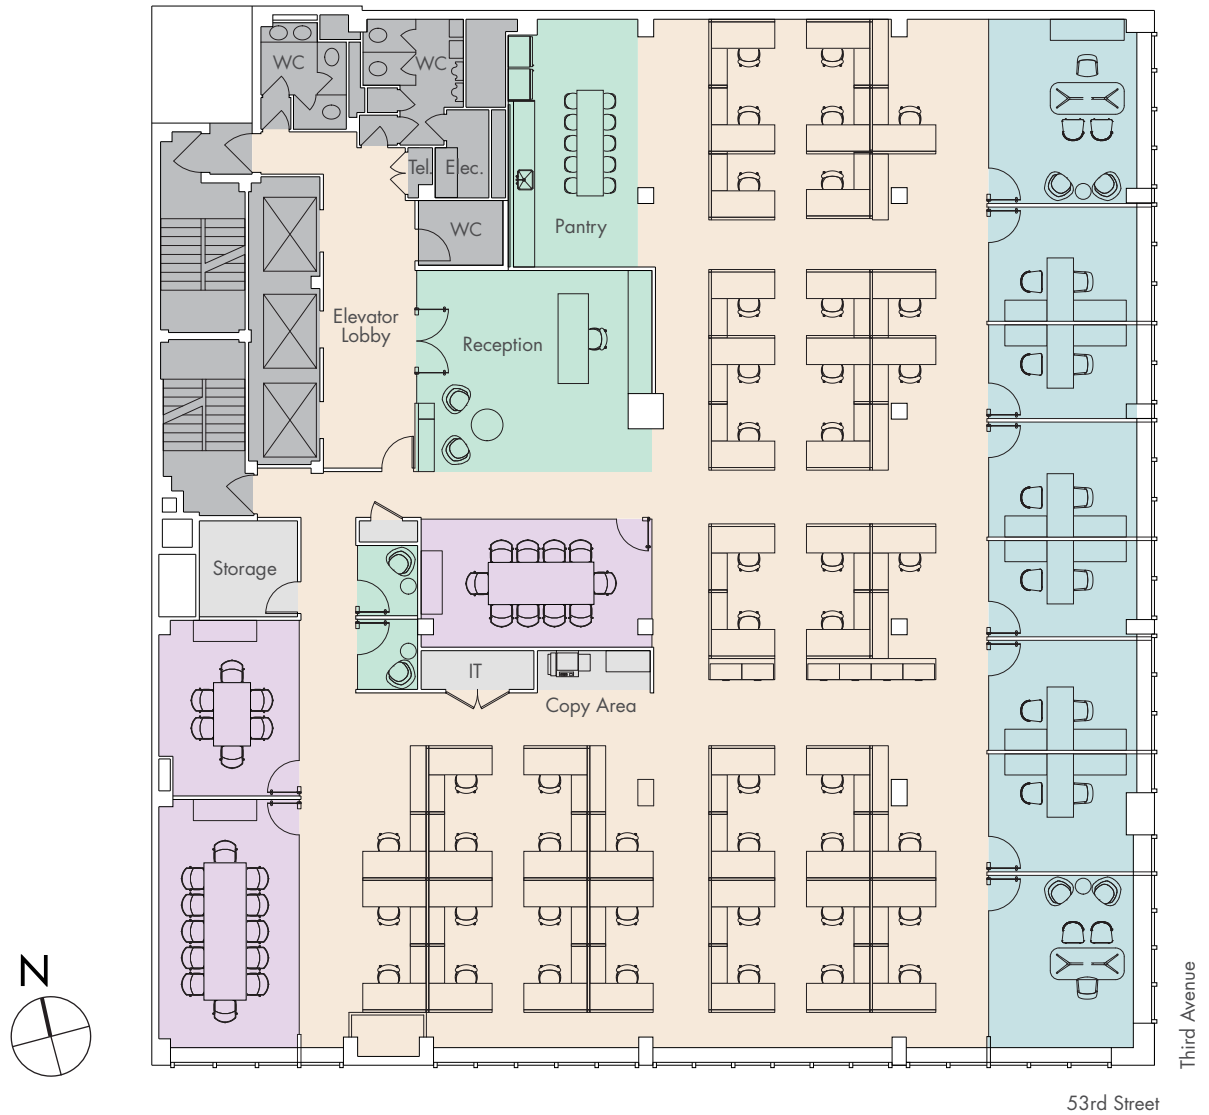 WC
WC
Tel.
Elec.
WC
Pantry
Elevator
Lobby
Reception
Storage
IT
Copy Area
N
Third Avenue
53rd Street